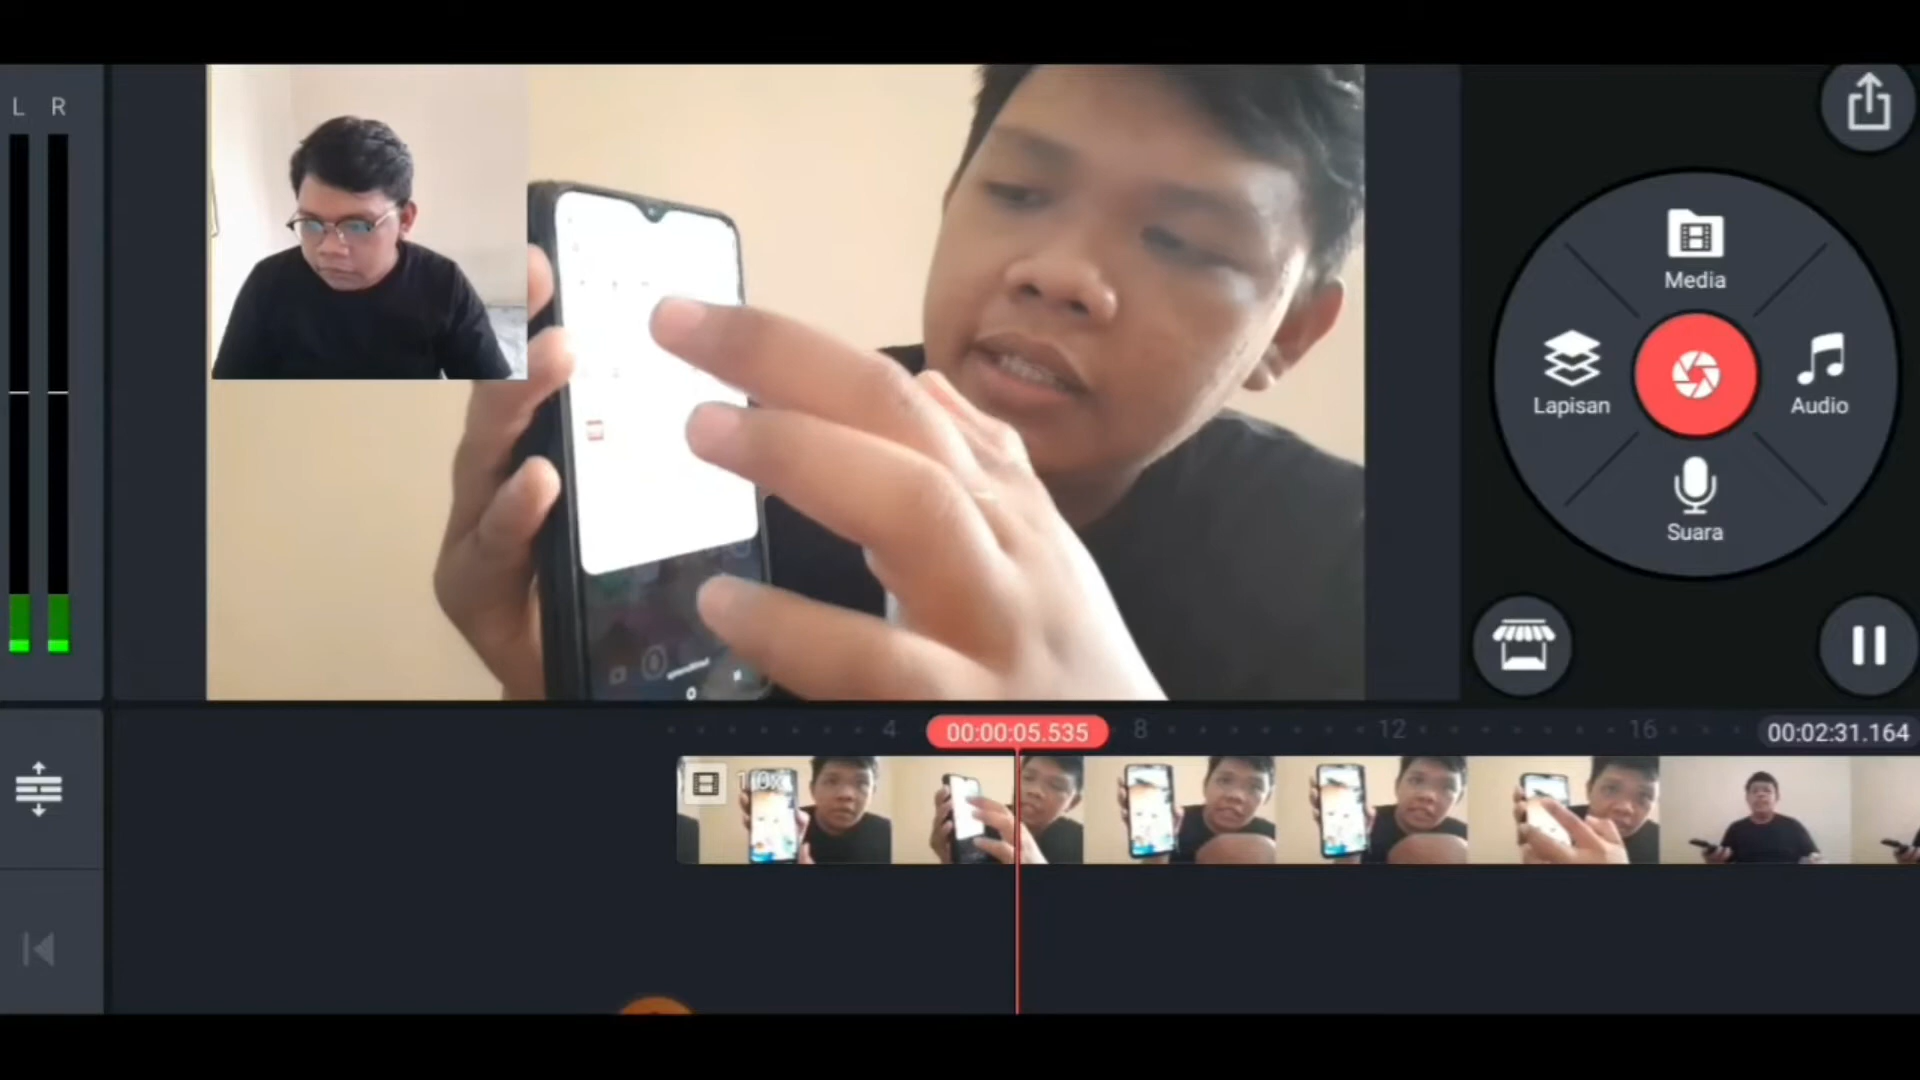 L R
Media
Lapisan
Audio
Suara
4
00:00:05.535
8
12
16
00:02:31.164